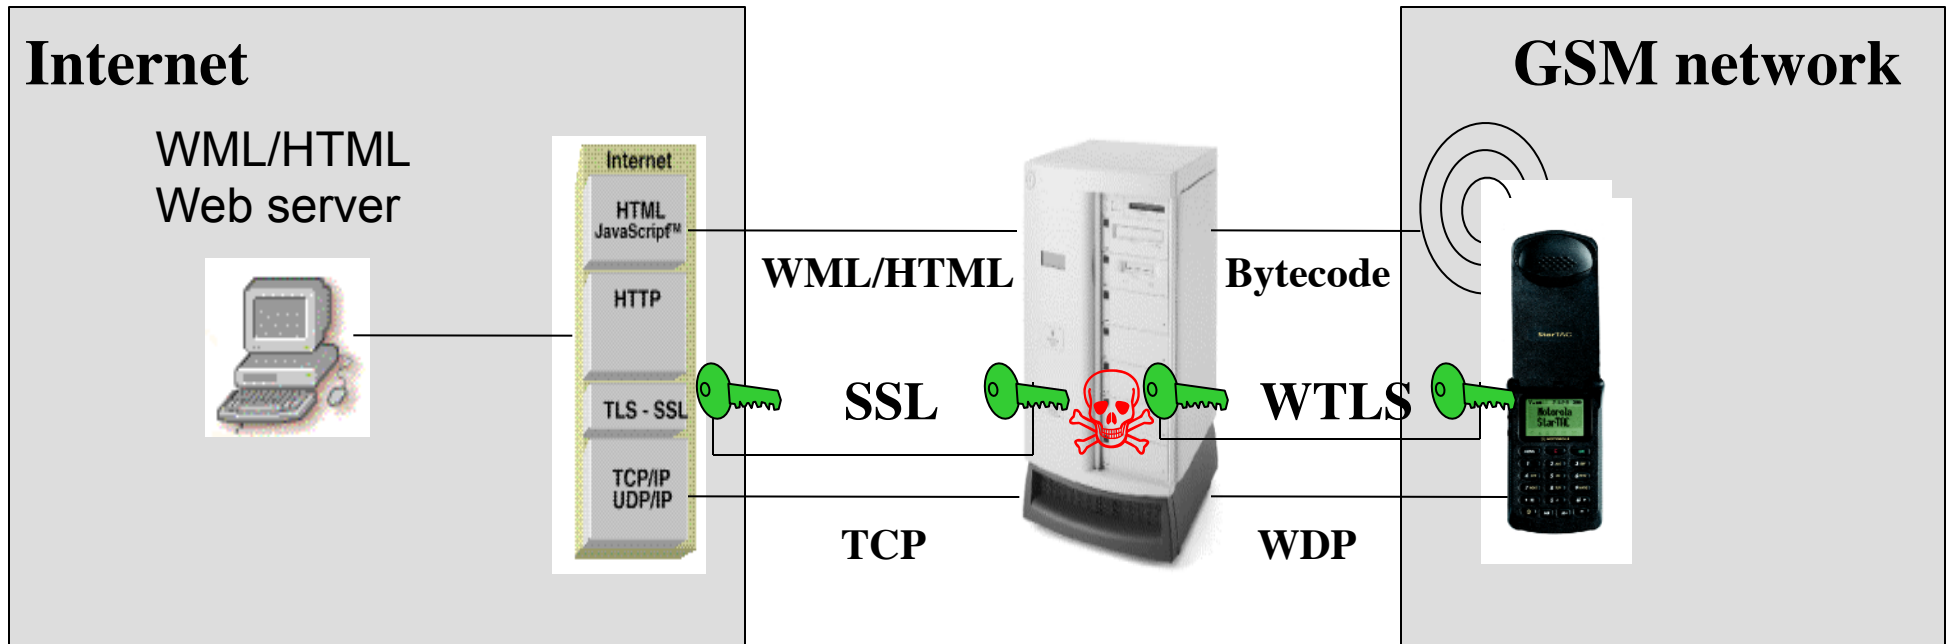 Internet
GSM network
WML/HTML
Web server
Internet
HTML
JavaScript™
HTTP
TLS - SSL
TCP/IP
UDP/IP
WML/HTML
Bytecode
SSL
WTLS
TCP
WDP
StarTAC
Motorola
StarTAC